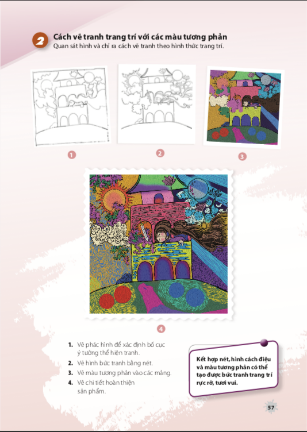 2
Cách vẽ tranh trang trí với các màu tương phản
Quan sát hình và chỉ ra cách vẽ tranh theo hình thức trang trí.
1
2
3
4
1. Vẽ phác hình để xác định bố cục
ý tưởng thể hiện tranh.
2. Vẽ hình bức tranh bằng nét.
3. Vẽ màu tương phản vào các mảng.
4. Vẽ chi tiết hoàn thiện
sản phẩm.
Kết hợp nét, hình cách điệu
và màu tương phản có thể
tạo được bức tranh trang trí
rực rỡ, tươi vui.
57